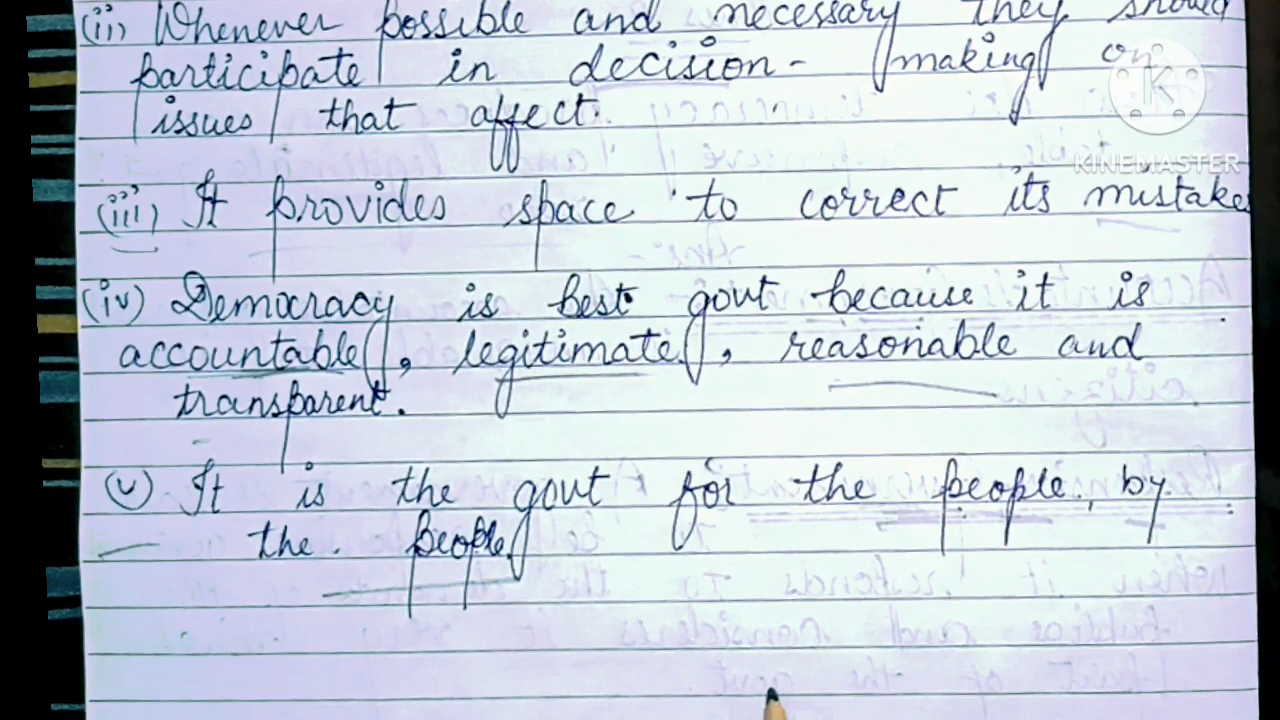 (ii) Whenever possible and necessary they should
participate in decision - making on
issues that affect.
K
KINEMASTER
(iii) It provides space to correct its mistakes
(iv) Democracy is best govt because it is
accountable, legitimate, reasonable and
transparent.
(v) It is the govt for the people, by
the people